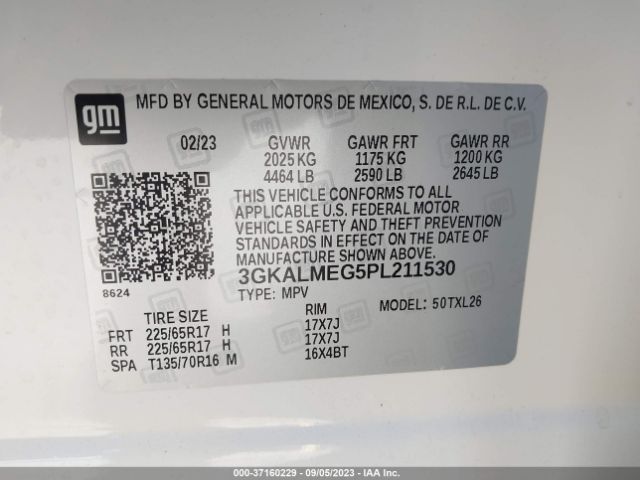 gm
MFD BY GENERAL MOTORS DE MEXICO, S. DE R.L. DE C.V.
02/23 GVWR GAWR FRT GAWR RR
2025 KG 1175 KG 1200 KG
4464 LB 2590 LB 2645 LB
THIS VEHICLE CONFORMS TO ALL
APPLICABLE U.S. FEDERAL MOTOR
VEHICLE SAFETY AND THEFT PREVENTION
STANDARDS IN EFFECT ON THE DATE OF
MANUFACTURE SHOWN ABOVE.
8624
3GKALMEG5PL211530
TYPE: MPV MODEL: 50TXL26
TIRE SIZE RIM
FRT 225/65R17 H 17X7J
RR 225/65R17 H 17X7J
SPA T135/70R16 M 16X4BT
000-37160229 - 09/05/2023 - IAAI.COM